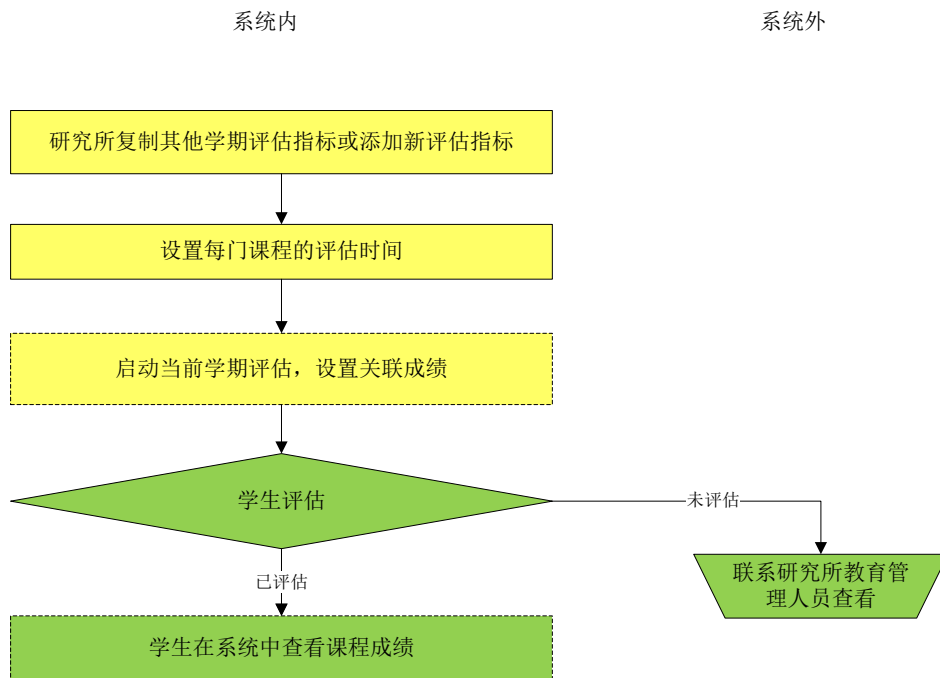 系统内
系统外
研究所复制其他学期评估指标或添加新评估指标
设置每门课程的评估时间
启动当前学期评估，设置关联成绩
学生评估
未评估
联系研究所教育管
理人员查看
已评估
学生在系统中查看课程成绩